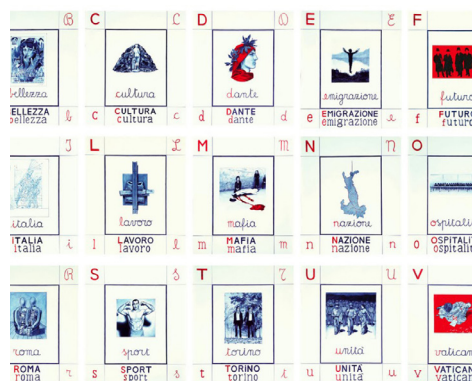 B
bellezza
ELLEZZA
bellezza
b
C C
cultura
CULTURA
cultura
c c
D D
dante
DANTE
dante
d d
E E
emigrazione
EMIGRAZIONE
emigrazione
e e
F
futuro
FUTURO
futuro
f
I
italia
ITALIA
italia
i
L L
lavoro
LAVORO
lavoro
l l
M M
mafia
MAFIA
mafia
m m
N N
nazione
NAZIONE
nazione
n n
O
ospitali
OSPITALI
ospitali
o
R
roma
ROMA
roma
r
S S
sport
SPORT
sport
s s
T T
torino
TORINO
torino
t t
U U
unità
UNITÀ
unità
u u
V
vatican
VATICAN
vatican
v